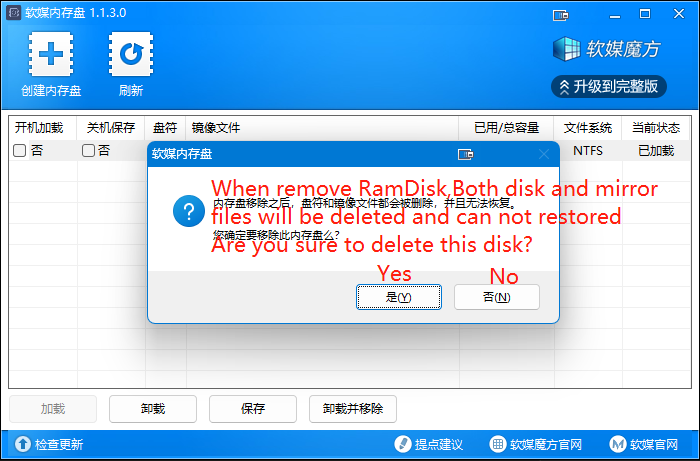 软媒内存盘 1.1.3.0
创建内存盘
刷新
软媒魔方
升级到完整版
开机加载 关机保存 盘符 镜像文件 已用/总容量 文件系统 当前状态
否 否 NTFS 已加载
软媒内存盘
When remove RamDisk,Both disk and mirror
内存盘移除之后，盘符和镜像文件都会被删除，并且无法恢复。
files will be deleted and can not restored
您确定要移除此内存盘么？
Are you sure to delete this disk?
Yes No
是(Y) 否(N)
加载 卸载 保存 卸载并移除
检查更新 提点建议 软媒魔方官网 软媒官网